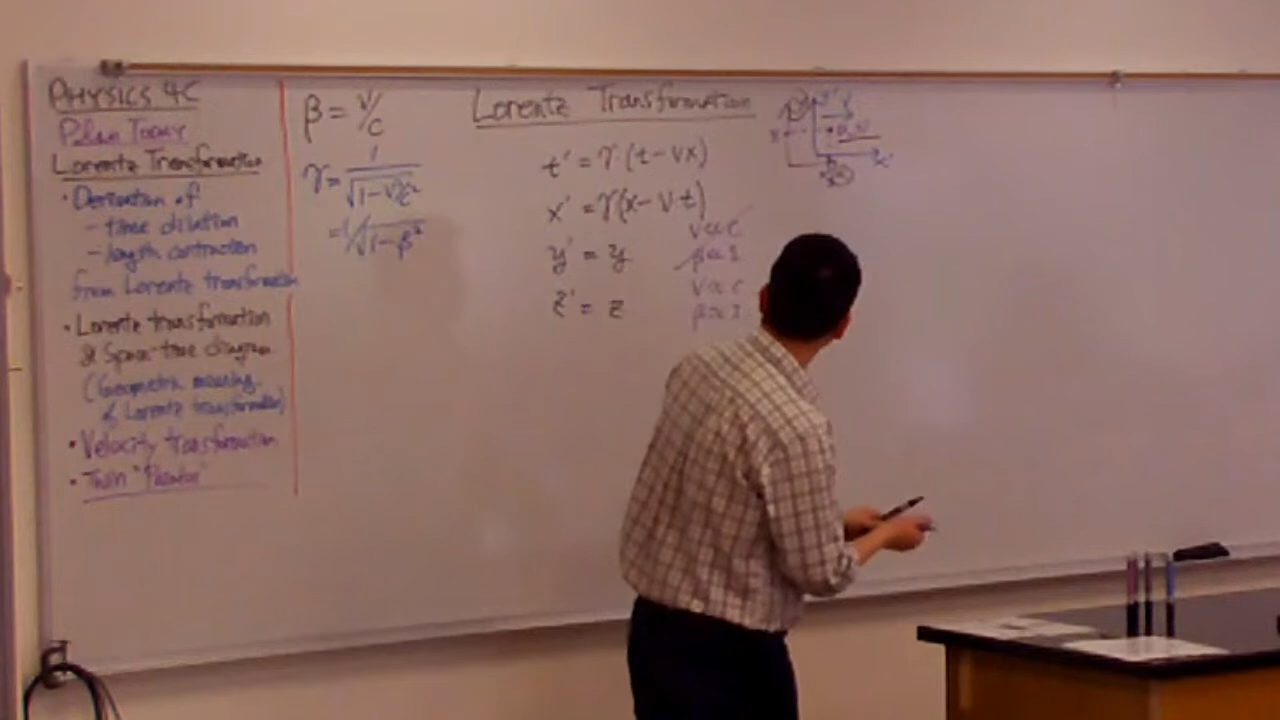 PHYSICS 4C
Plan Today
Lorentz Transformation
• Derivation of
– time dilation
– length contraction
from Lorentz transformation
• Lorentz transformation
& Space-time diagram
(Geometric meaning
of Lorentz transformation)
• Velocity transformation
• Twin "Paradox"
β = v/c
γ = 1/√1-v²/c²
= 1/√1-β²
Lorentz Transformation
t' = γ (t-vx)
x' = γ(x-vt)
y' = y
z' = z
v<<c
β<<1